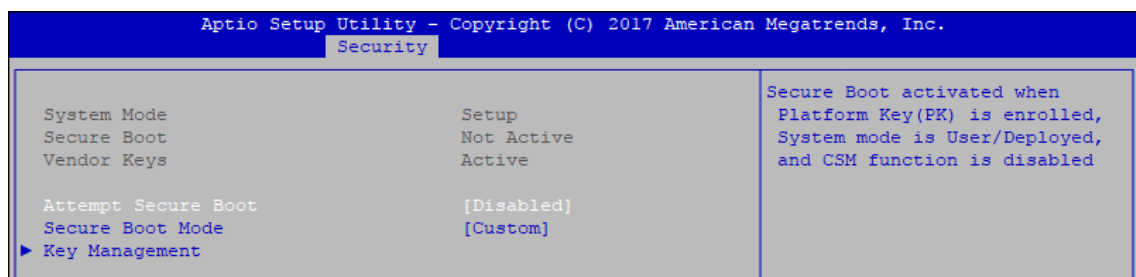 Aptio Setup Utility - Copyright (C) 2017 American Megatrends, Inc.
Security
System Mode Setup
Secure Boot Not Active
Vendor Keys Active
Attempt Secure Boot [Disabled]
Secure Boot Mode [Custom]
► Key Management
Secure Boot activated when
Platform Key(PK) is enrolled,
System mode is User/Deployed,
and CSM function is disabled